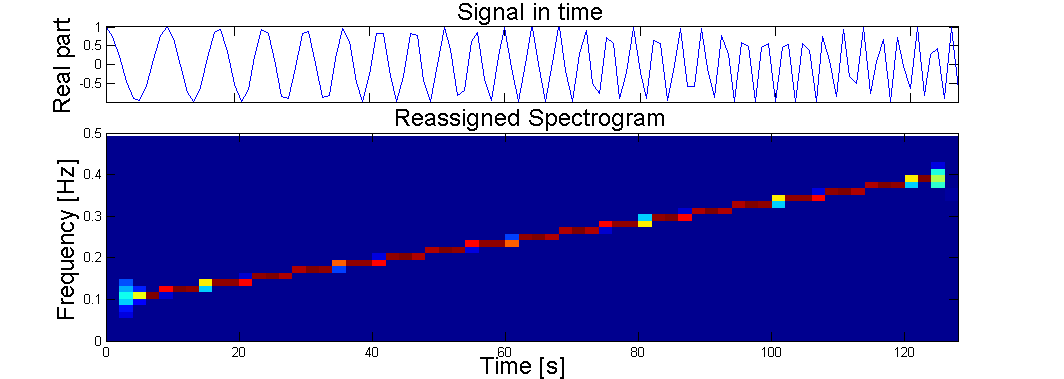 Signal in time
Real part
1
0.5
0
-0.5
Reassigned Spectrogram
Frequency [Hz]
0.5
0.4
0.3
0.2
0.1
0
0 20 40 60 80 100 120
Time [s]